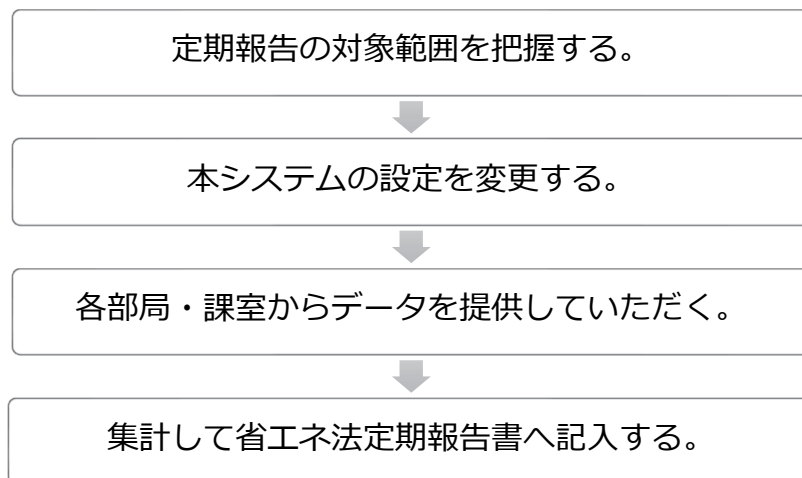 定期報告の対象範囲を把握する。
本システムの設定を変更する。
各部局・課室からデータを提供していただく。
集計して省エネ法定期報告書へ記入する。